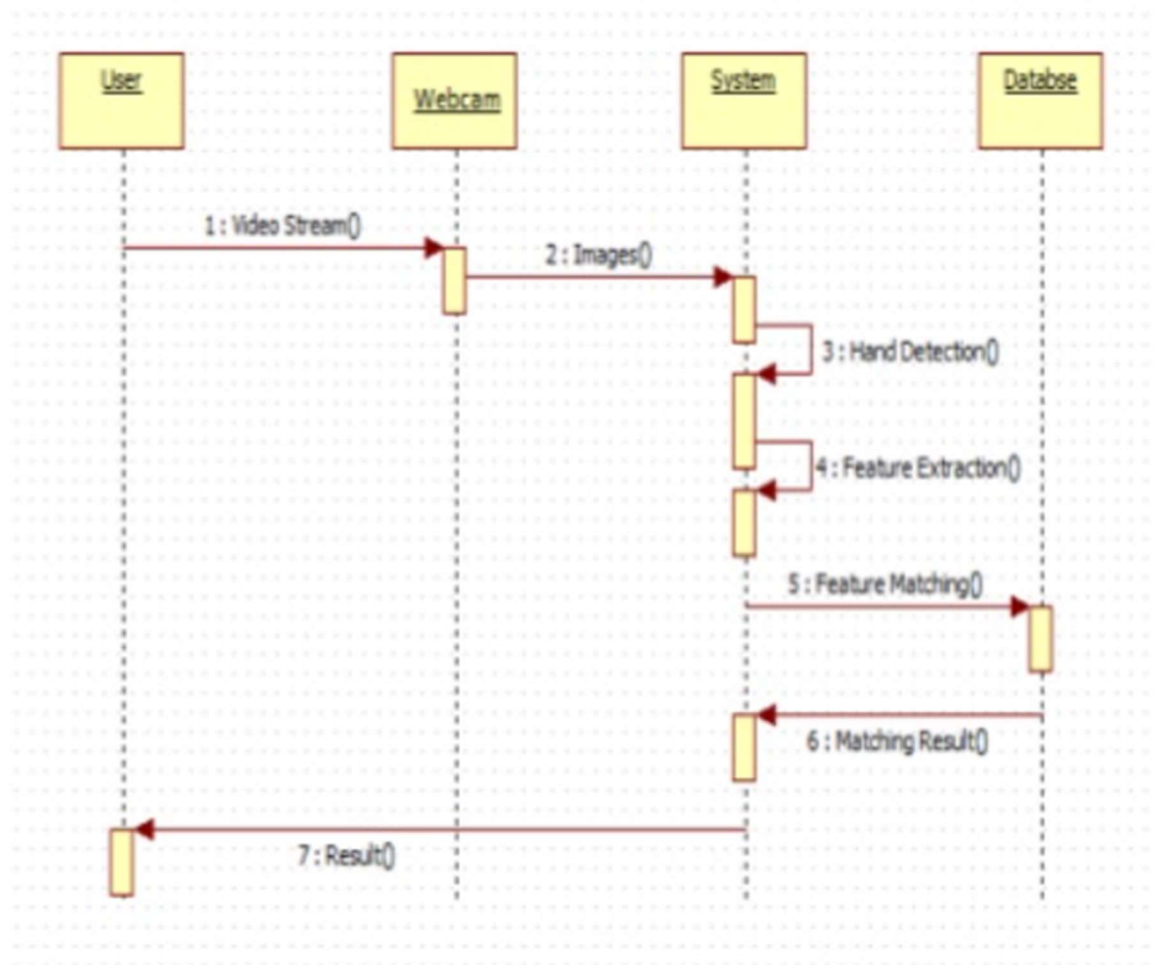 User
Webcam
System
Databse
1 : Video Stream()
2 : Images()
3 : Hand Detection()
4 : Feature Extraction()
5 : Feature Matching()
6 : Matching Result()
7 : Result()